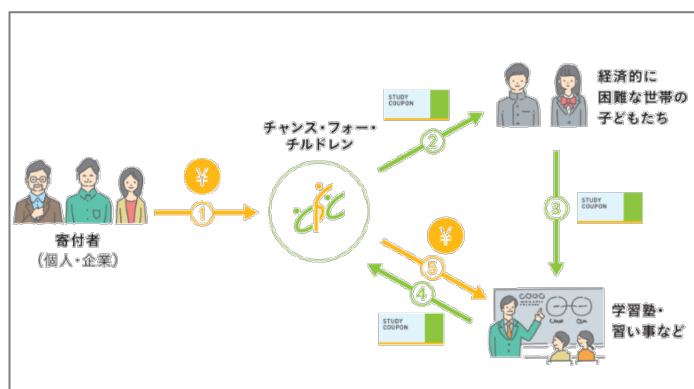 STUDY
COUPON
経済的に
困難な世帯の
子どもたち
チャンス・フォー・
チルドレン
②
¥
①
寄付者
(個人・企業)
③
STUDY
COUPON
¥
⑤
④
STUDY
COUPON
学習塾・
習い事など